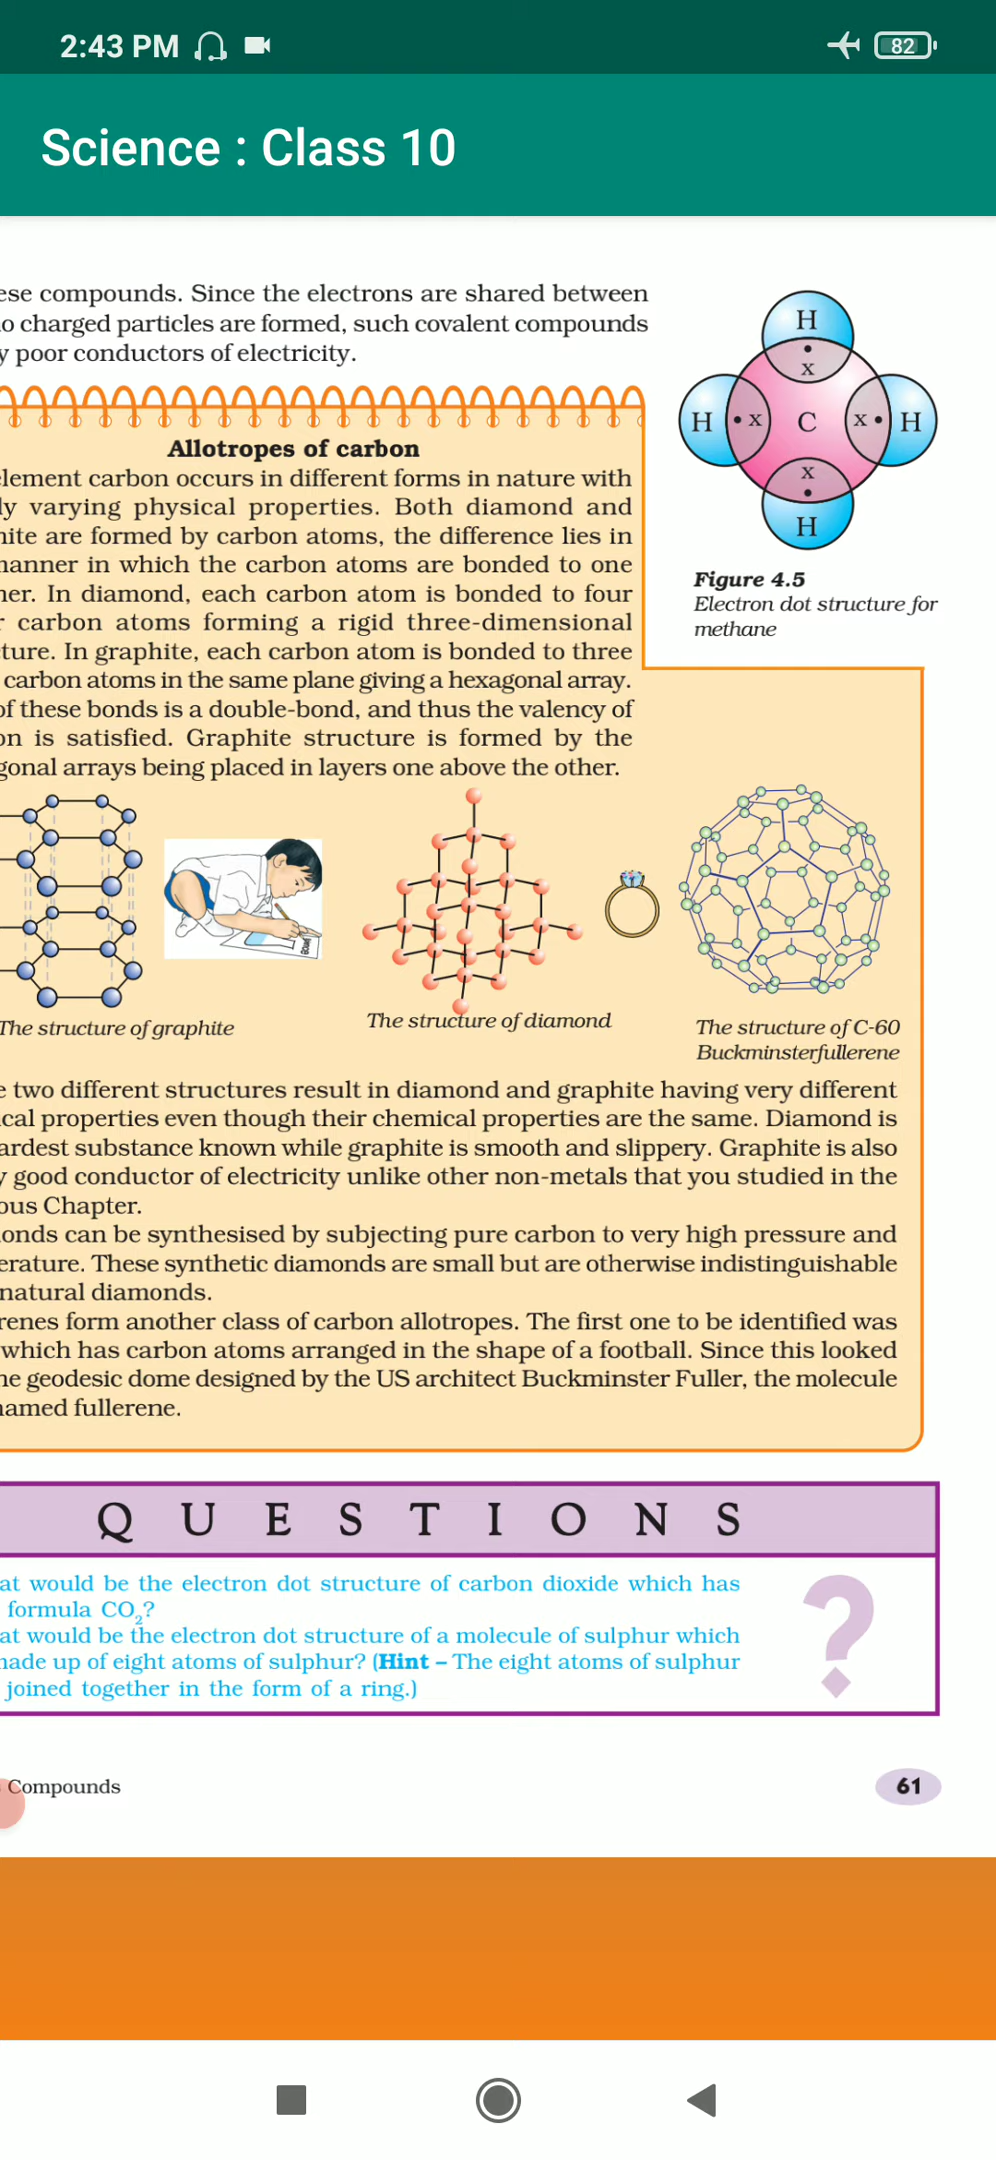 2:43 PM
82
Science : Class 10
ese compounds. Since the electrons are shared between
o charged particles are formed, such covalent compounds
y poor conductors of electricity.
H
x
H x C x H
x
H
Figure 4.5
Electron dot structure for
methane
Allotropes of carbon
element carbon occurs in different forms in nature with
ly varying physical properties. Both diamond and
hite are formed by carbon atoms, the difference lies in
manner in which the carbon atoms are bonded to one
her. In diamond, each carbon atom is bonded to four
r carbon atoms forming a rigid three-dimensional
cture. In graphite, each carbon atom is bonded to three
carbon atoms in the same plane giving a hexagonal array.
of these bonds is a double-bond, and thus the valency of
on is satisfied. Graphite structure is formed by the
gonal arrays being placed in layers one above the other.
The structure of graphite
The structure of diamond
The structure of C-60
Buckminsterfullerene
e two different structures result in diamond and graphite having very different
ical properties even though their chemical properties are the same. Diamond is
ardest substance known while graphite is smooth and slippery. Graphite is also
y good conductor of electricity unlike other non-metals that you studied in the
ous Chapter.
onds can be synthesised by subjecting pure carbon to very high pressure and
erature. These synthetic diamonds are small but are otherwise indistinguishable
natural diamonds.
renes form another class of carbon allotropes. The first one to be identified was
which has carbon atoms arranged in the shape of a football. Since this looked
he geodesic dome designed by the US architect Buckminster Fuller, the molecule
named fullerene.
QUESTIONS
at would be the electron dot structure of carbon dioxide which has
formula CO₂?
at would be the electron dot structure of a molecule of sulphur which
made up of eight atoms of sulphur? (Hint – The eight atoms of sulphur
joined together in the form of a ring.)
?
Compounds
61